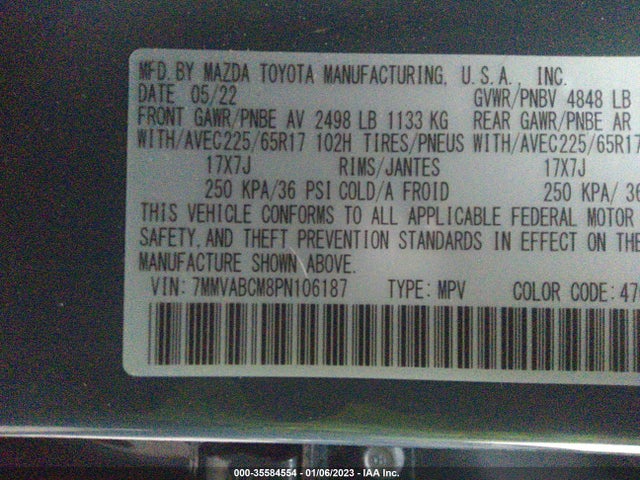 MFD. BY MAZDA TOYOTA MANUFACTURING, U.S.A., INC.
DATE 05/22 GVWR/PNBV 4848 LB
FRONT GAWR/PNBE AV 2498 LB 1133 KG REAR GAWR/PNBE AR
WITH/AVEC225/65R17 102H TIRES/PNEUS WITH/AVEC225/65R17
17X7J RIMS/JANTES 17X7J
250 KPA/36 PSI COLD/A FROID 250 KPA/ 36
THIS VEHICLE CONFORMS TO ALL APPLICABLE FEDERAL MOTOR
SAFETY, AND THEFT PREVENTION STANDARDS IN EFFECT ON THE
MANUFACTURE SHOWN ABOVE.
VIN: 7MMVABCM8PN106187 TYPE: MPV COLOR CODE: 47
000-35584554 - 01/06/2023 - IAA Inc.